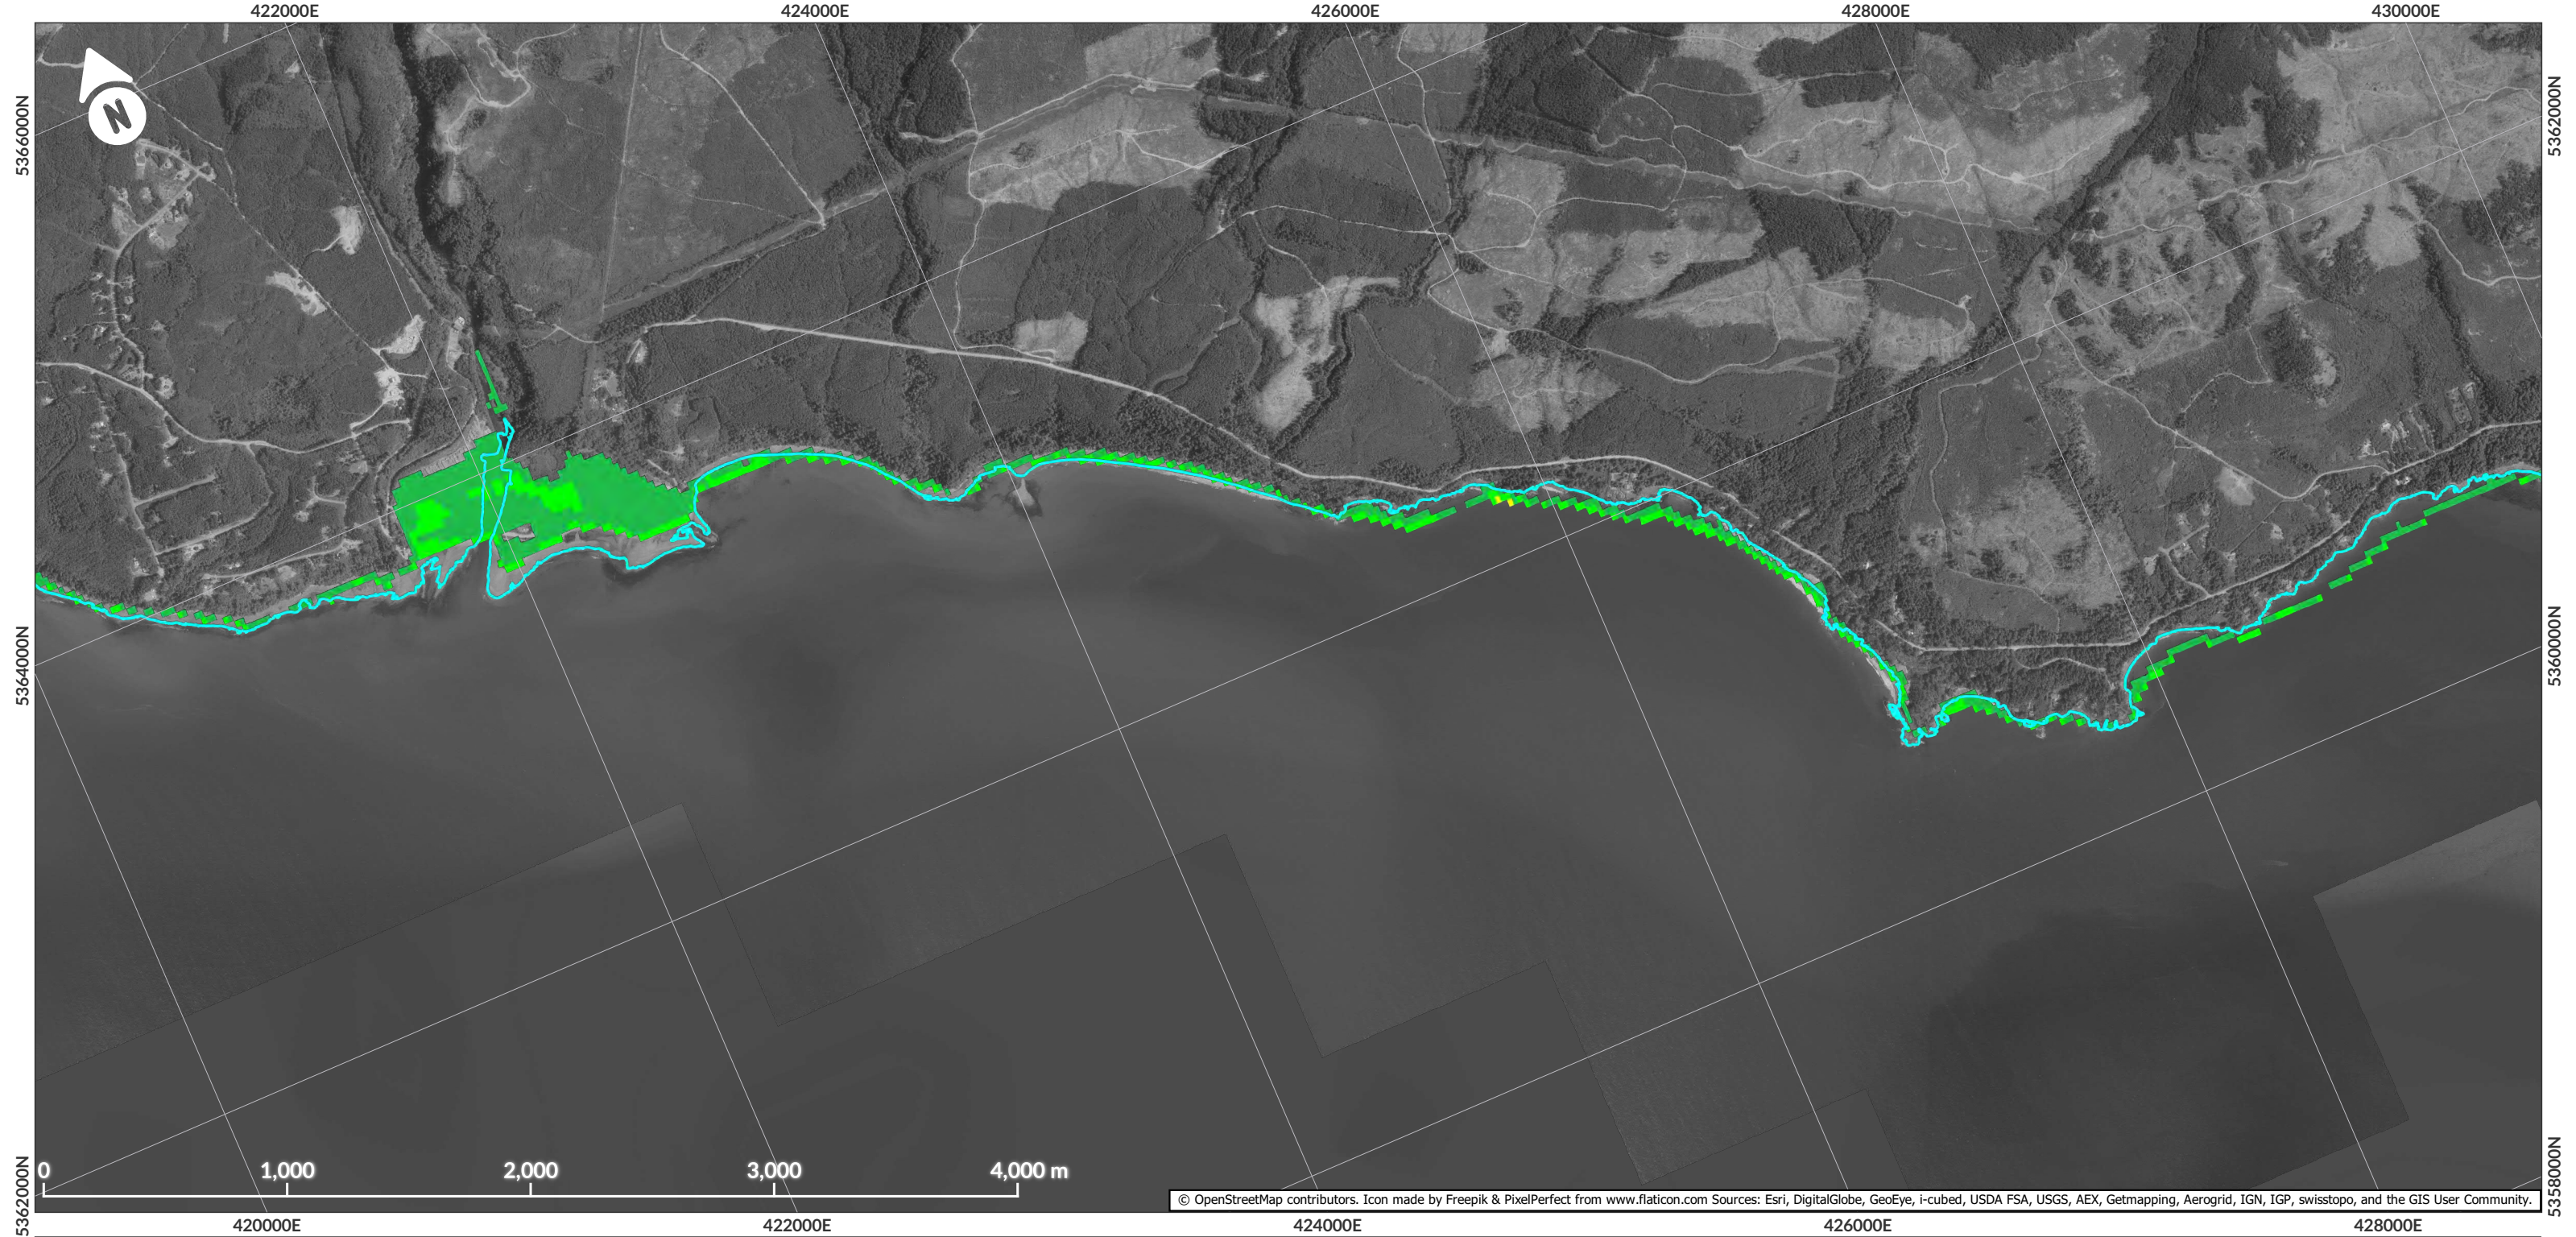 422000E 424000E 426000E 428000E 430000E
N
5366000N
5362000N
5364000N
5360000N
5362000N
5358000N
0 1,000 2,000 3,000 4,000 m
© OpenStreetMap contributors. Icon made by Freepik & PixelPerfect from www.flaticon.com Sources: Esri, DigitalGlobe, GeoEye, i-cubed, USDA FSA, USGS, AEX, Getmapping, Aerogrid, IGN, IGP, swisstopo, and the GIS User Community.
420000E 422000E 424000E 426000E 428000E